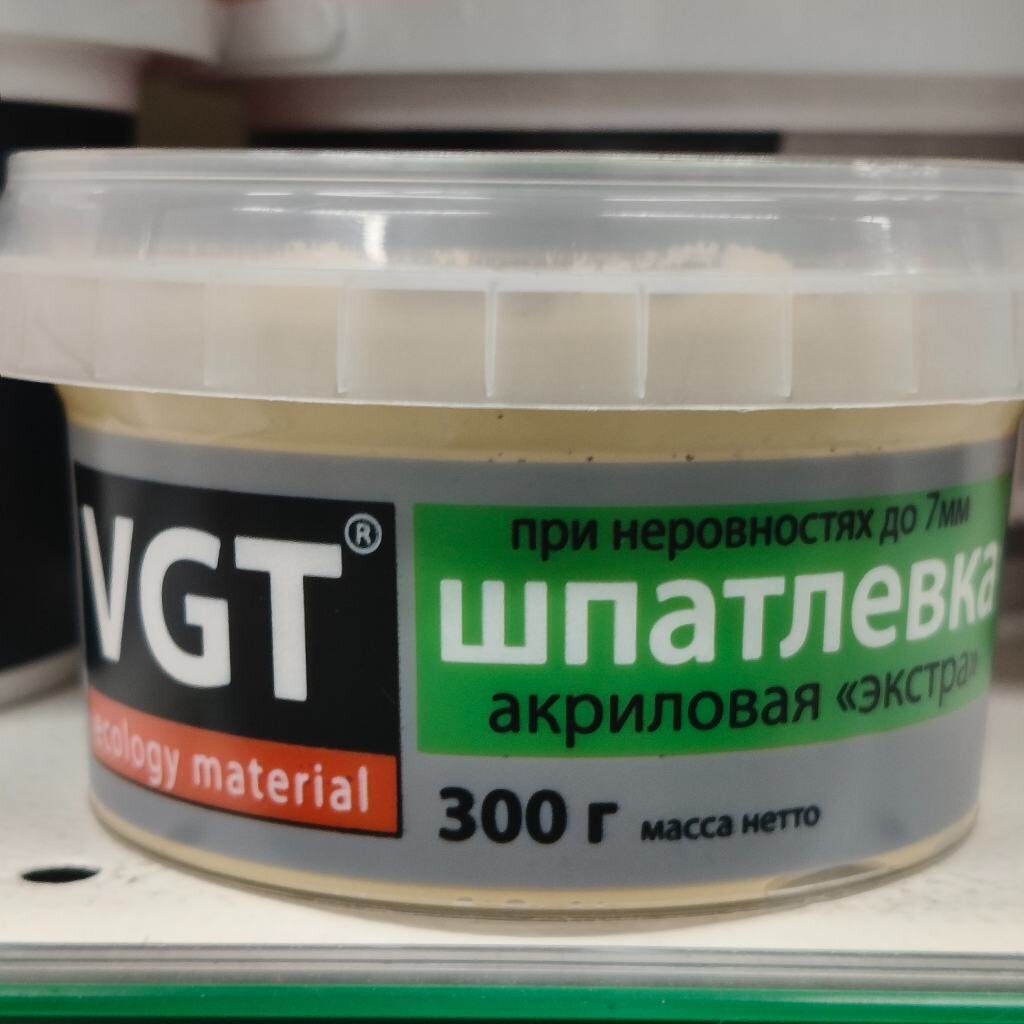 VGT®
ecology material
при неровностях до 7мм
шпатлевка
акриловая «экстра»
300 г масса нетто